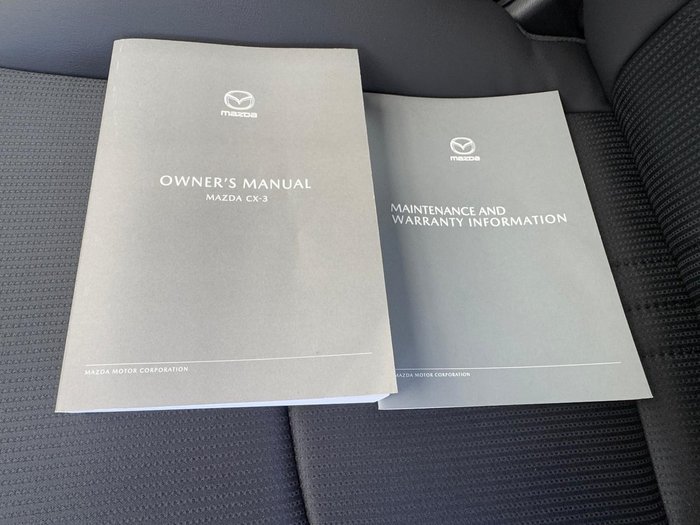 mazda
OWNER'S MANUAL
MAZDA CX-3
MAZDA MOTOR CORPORATION
mazda
MAINTENANCE AND
WARRANTY INFORMATION
MAZDA MOTOR CORPORATION